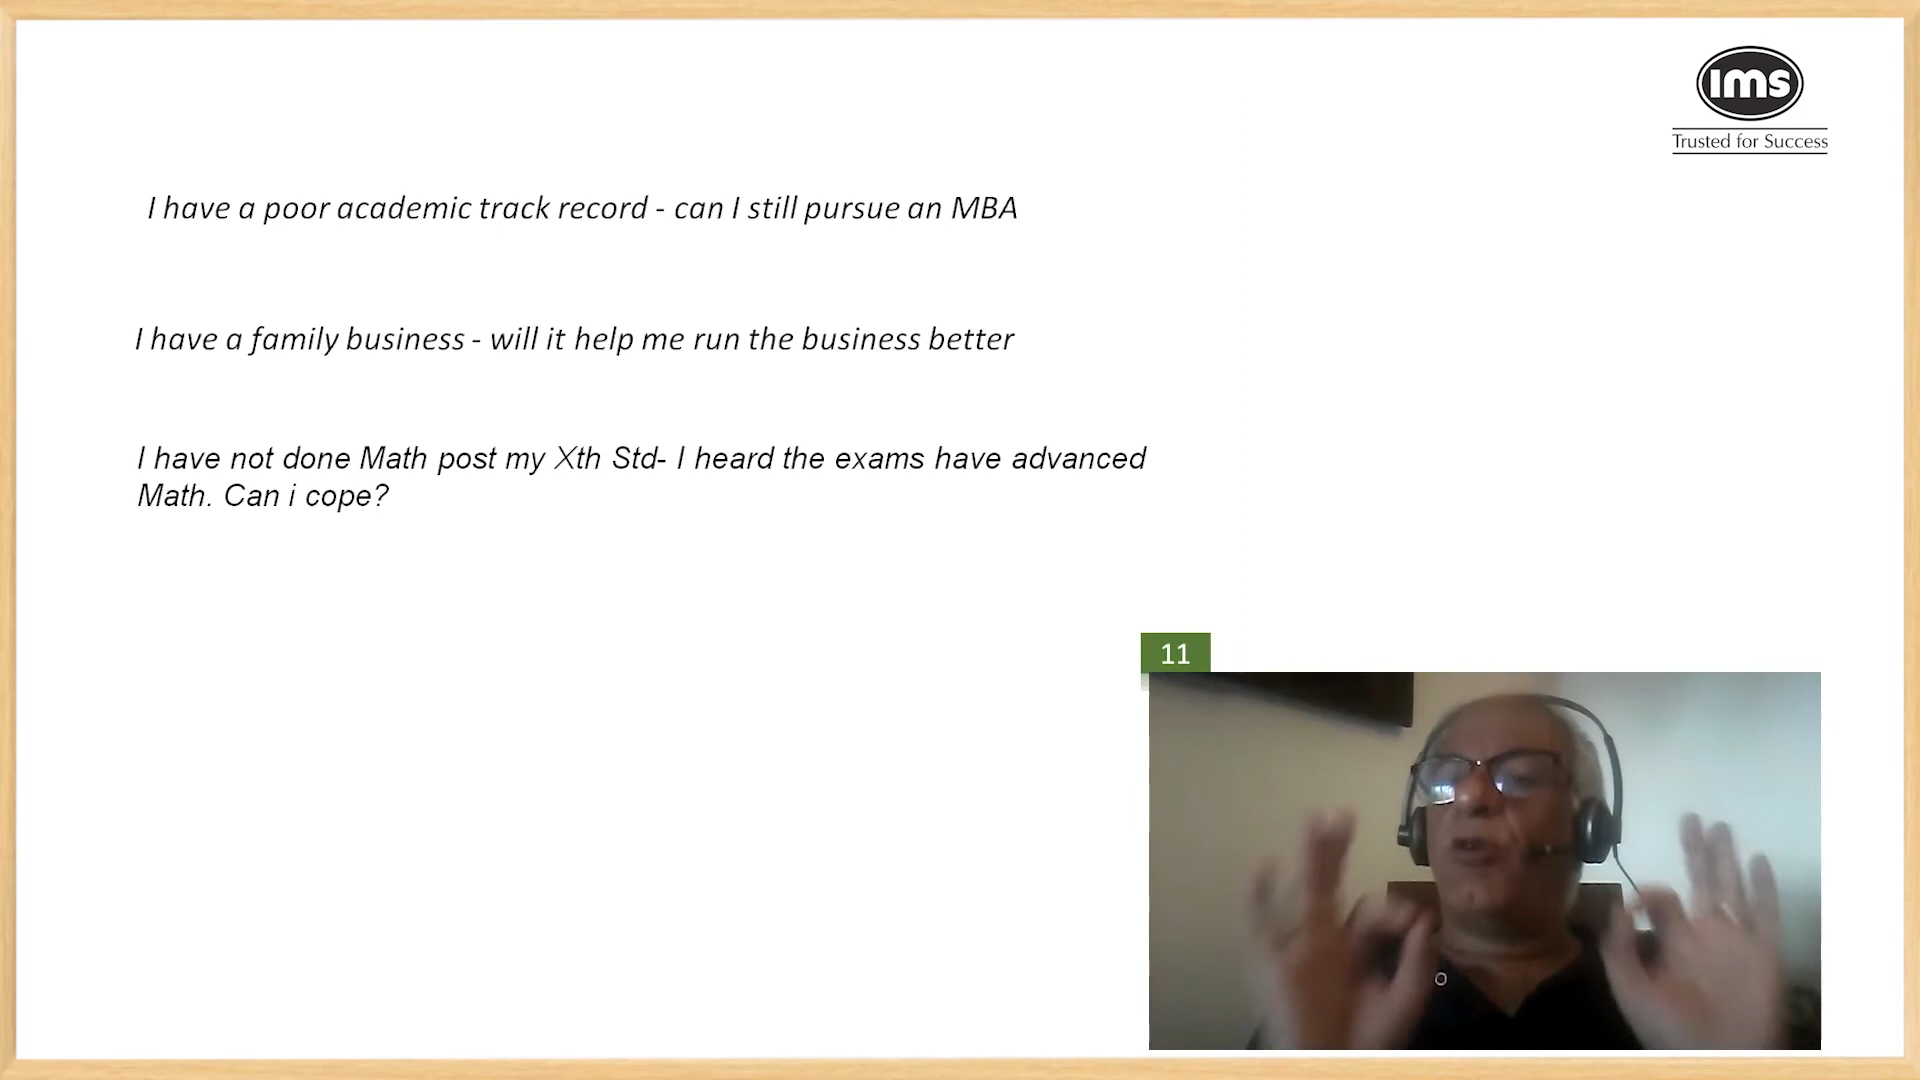 ims
Trusted for Success
I have a poor academic track record - can I still pursue an MBA
I have a family business - will it help me run the business better
I have not done Math post my Xth Std- I heard the exams have advanced
Math. Can i cope?
11